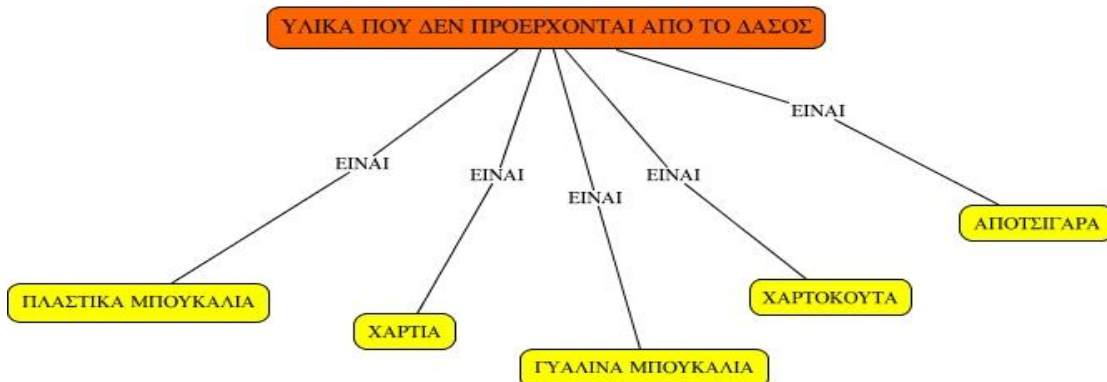 ΥΛΙΚΑ ΠΟΥ ΔΕΝ ΠΡΟΕΡΧΟΝΤΑΙ ΑΠΟ ΤΟ ΔΑΣΟΣ
ΕΙΝΑΙ
ΕΙΝΑΙ
ΕΙΝΑΙ
ΕΙΝΑΙ
ΕΙΝΑΙ
ΠΛΑΣΤΙΚΑ ΜΠΟΥΚΑΛΙΑ
ΧΑΡΤΙΑ
ΓΥΑΛΙΝΑ ΜΠΟΥΚΑΛΙΑ
ΧΑΡΤΟΚΟΥΤΑ
ΑΠΟΤΣΙΓΑΡΑ